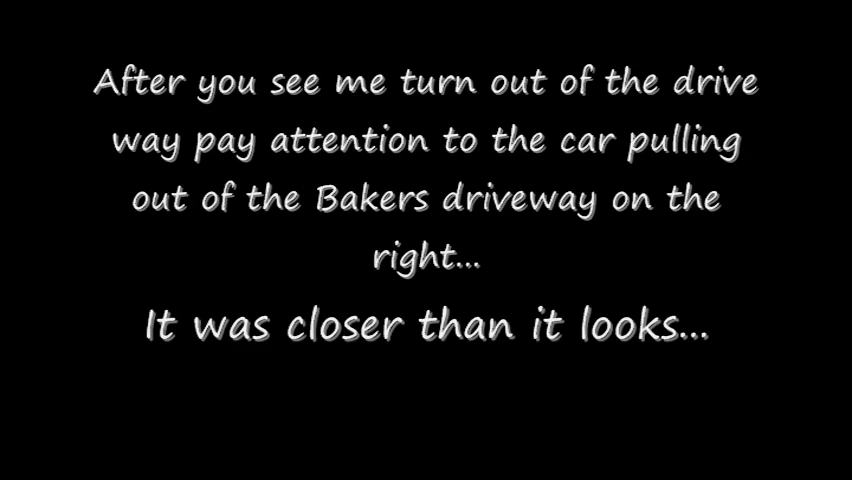 After you see me turn out of the drive
way pay attention to the car pulling
out of the Bakers driveway on the
right...
It was closer than it looks...